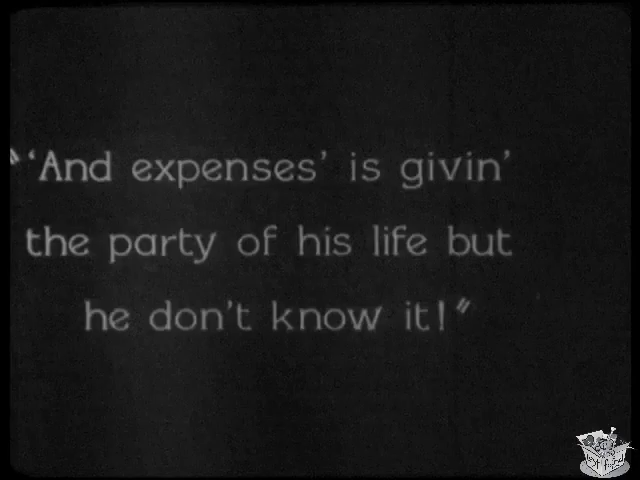 "'And expenses' is givin'
the party of his life but
he don't know it!"